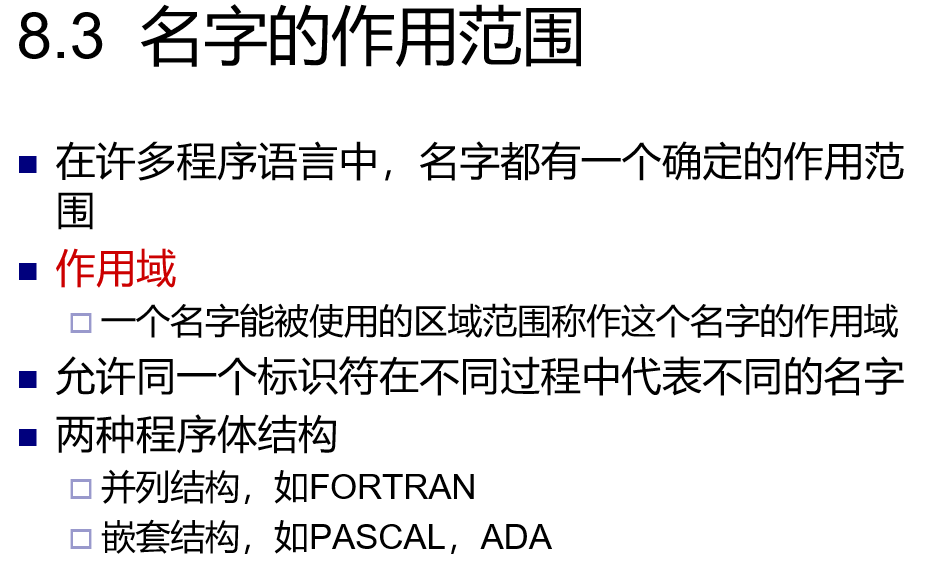 8.3 名字的作用范围
在许多程序语言中，名字都有一个确定的作用范
围
作用域
一个名字能被使用的区域范围称作这个名字的作用域
允许同一个标识符在不同过程中代表不同的名字
两种程序体结构
并列结构，如FORTRAN
嵌套结构，如PASCAL，ADA